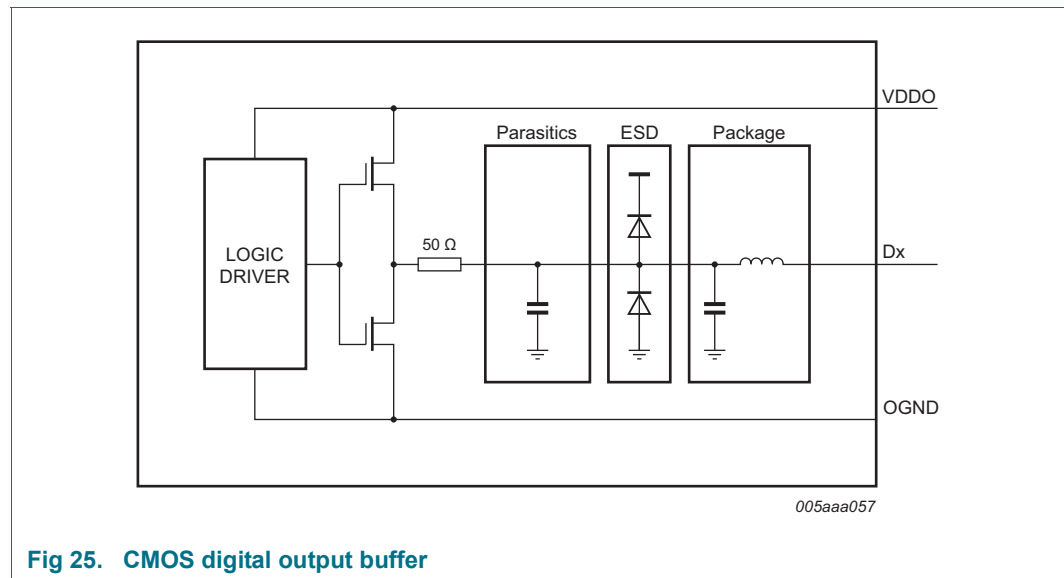 VDDO
Parasitics
ESD
Package
50 Ω
LOGIC
DRIVER
Dx
OGND
005aaa057
Fig 25. CMOS digital output buffer